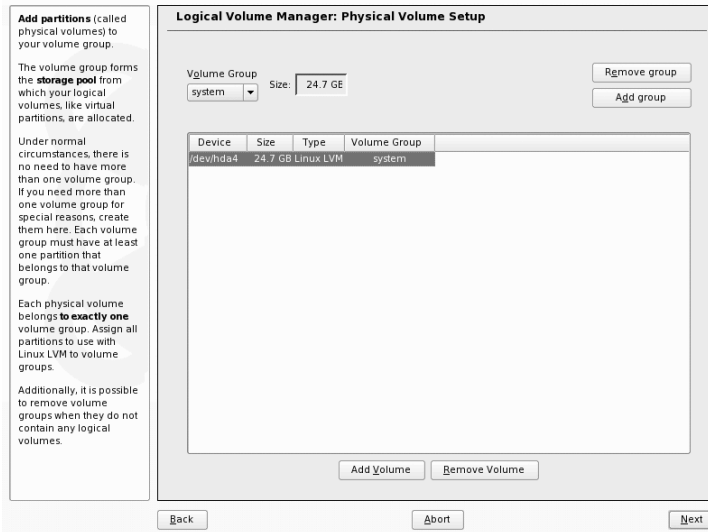 Add partitions (called
physical volumes) to
your volume group.
The volume group forms
the storage pool from
which your logical
volumes, like virtual
partitions, are allocated.
Under normal
circumstances, there is
no need to have more
than one volume group.
If you need more than
one volume group for
special reasons, create
them here. Each volume
group must have at least
one partition that
belongs to that volume
group.
Each physical volume
belongs to exactly one
volume group. Assign all
partitions to use with
Linux LVM to volume
groups.
Additionally, it is possible
to remove volume
groups when they do not
contain any logical
volumes.
Logical Volume Manager: Physical Volume Setup
Volume Group
system
Size: 24.7 GE
Remove group
Add group
Device Size Type Volume Group
/dev/hda4 24.7 GB Linux LVM system
Add Volume Remove Volume
Back Abort Next